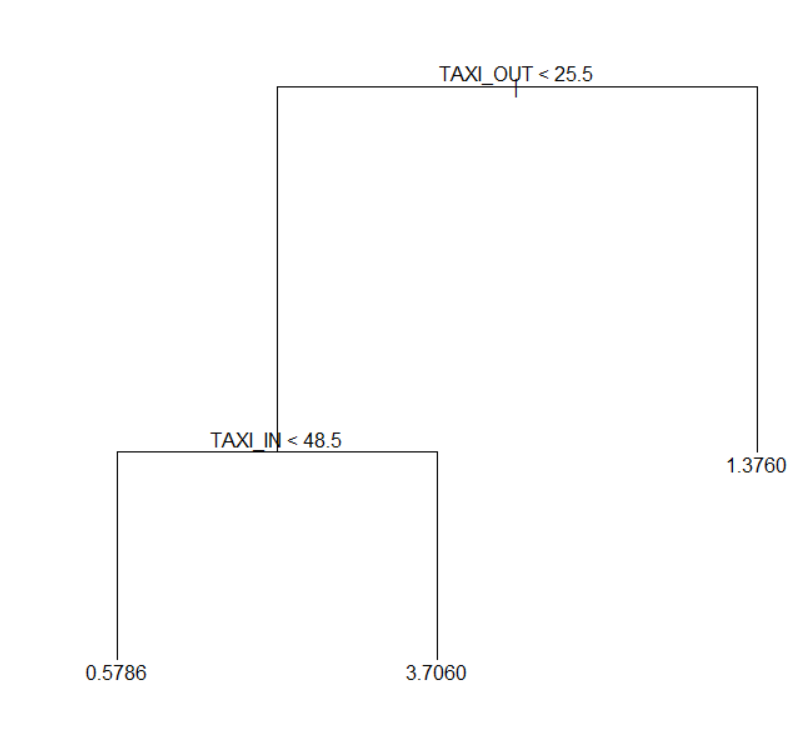 TAXI_OUT < 25.5
TAXI_IN < 48.5
1.3760
0.5786
3.7060